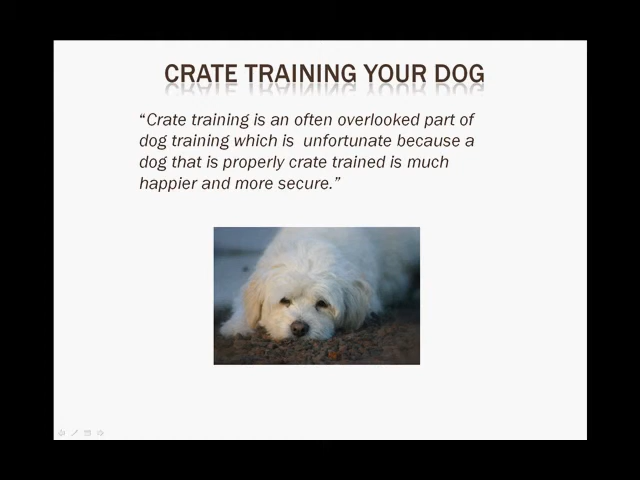 CRATE TRAINING YOUR DOG
“Crate training is an often overlooked part of
dog training which is unfortunate because a
dog that is properly crate trained is much
happier and more secure.”